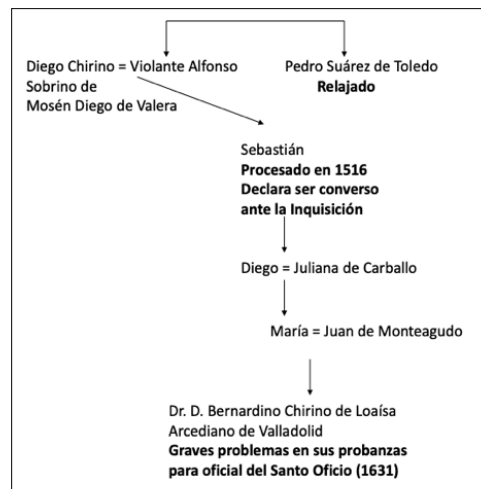 Diego Chirino = Violante Alfonso
Sobrino de
Mosén Diego de Valera
Pedro Suárez de Toledo
Relajado
Sebastián
Procesado en 1516
Declara ser converso
ante la Inquisición
Diego = Juliana de Carballo
María = Juan de Monteagudo
Dr. D. Bernardino Chirino de Loaísa
Arcediano de Valladolid
Graves problemas en sus probanzas
para oficial del Santo Oficio (1631)